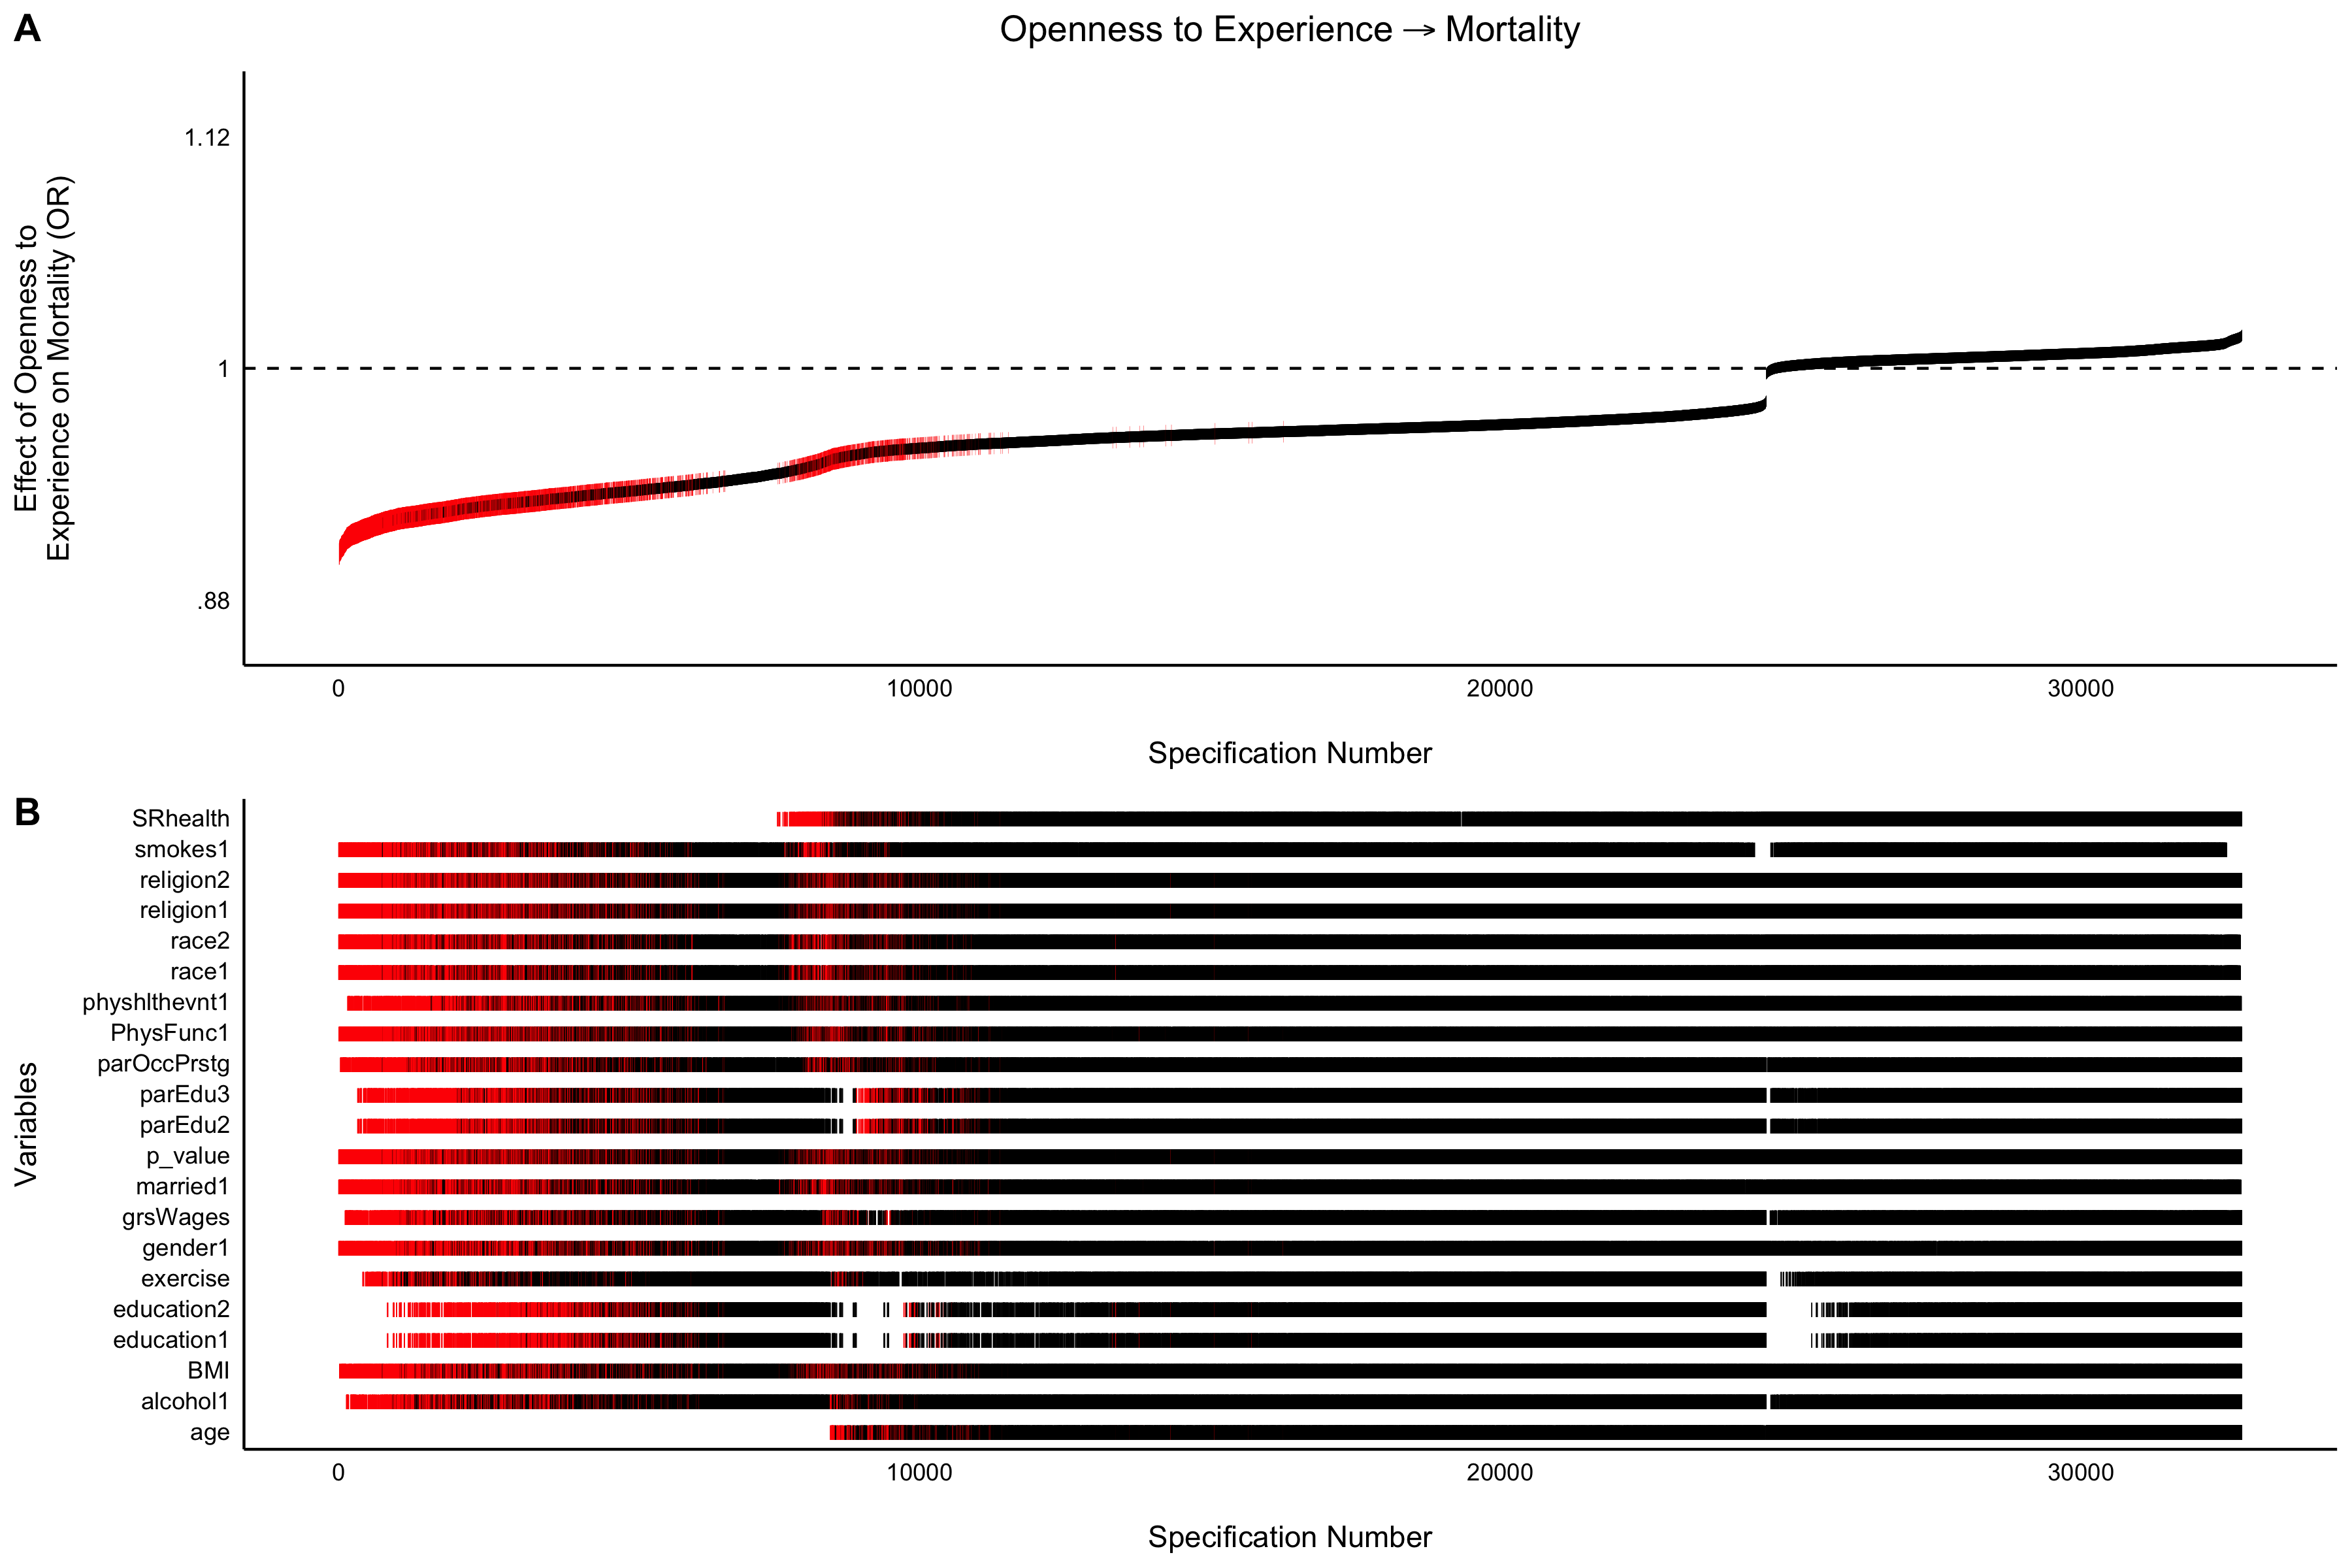 A
Openness to Experience → Mortality
Effect of Openness to
Experience on Mortality (OR)
1.12
1
.88
0 10000 20000 30000
Specification Number
B
Variables
SRhealth
smokes1
religion2
religion1
race2
race1
physhlthevnt1
PhysFunc1
parOccPrstg
parEdu3
parEdu2
p_value
married1
grsWages
gender1
exercise
education2
education1
BMI
alcohol1
age
0 10000 20000 30000
Specification Number